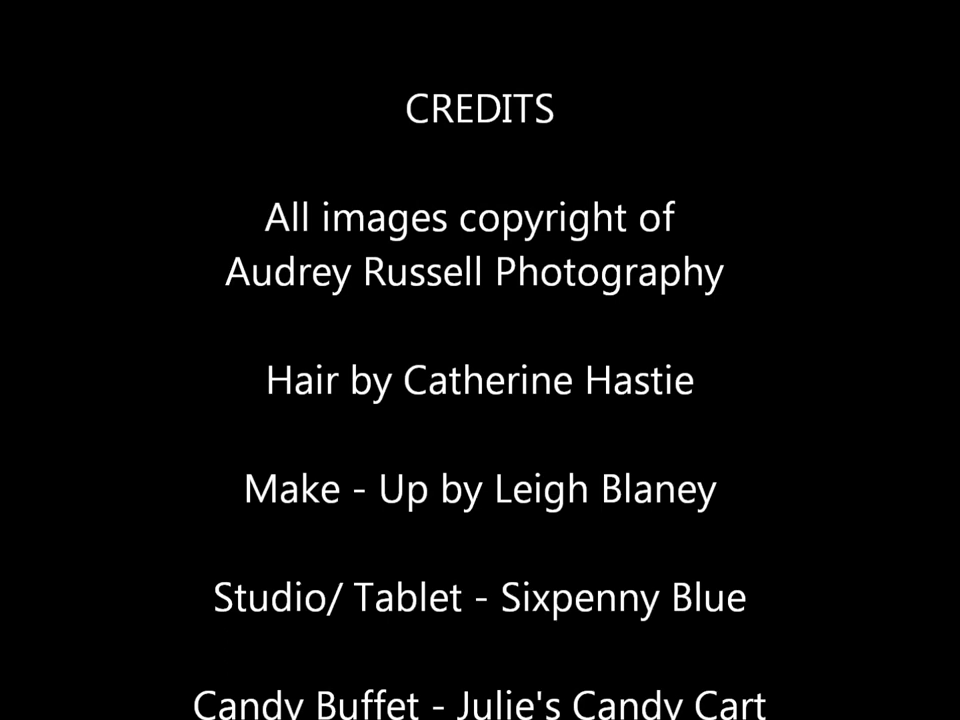 CREDITS
All images copyright of
Audrey Russell Photography
Hair by Catherine Hastie
Make - Up by Leigh Blaney
Studio/ Tablet - Sixpenny Blue
Candy Buffet - Julie's Candy Cart